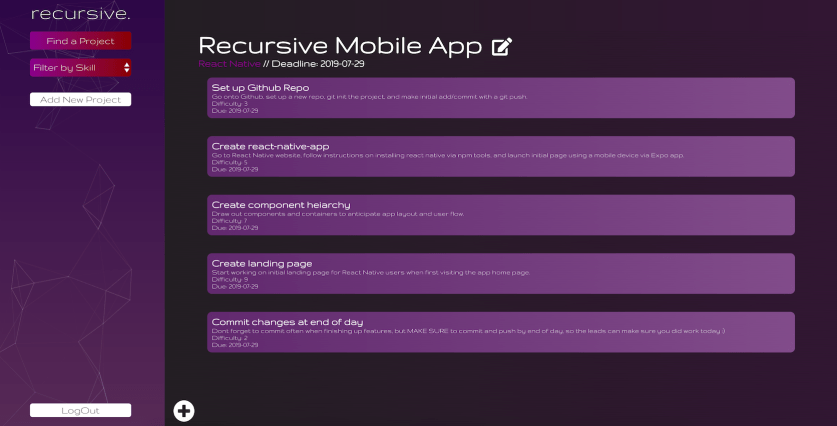 recursive.
Find a Project
Filter by Skill
Add New Project
LogOut
Recursive Mobile App
React Native // Deadline: 2019-07-29
Set up Github Repo
Go onto Github, set up a new repo, git init the project, and make initial add/commit with a git push.
Difficulty: 3
Due: 2019-07-29
Create react-native-app
Go to React Native website, follow instructions on installing react native via npm tools, and launch initial page using a mobile device via Expo app.
Difficulty: 5
Due: 2019-07-29
Create component heiarchy
Draw out components and containers to anticipate app layout and user flow.
Difficulty: 7
Due: 2019-07-29
Create landing page
Start working on initial landing page for React Native users when first visiting the app home page.
Difficulty: 9
Due: 2019-07-29
Commit changes at end of day
Dont forget to commit often when finishing up features, but MAKE SURE to commit and push by end of day, so the leads can make sure you did work today :)
Difficulty: 2
Due: 2019-07-29